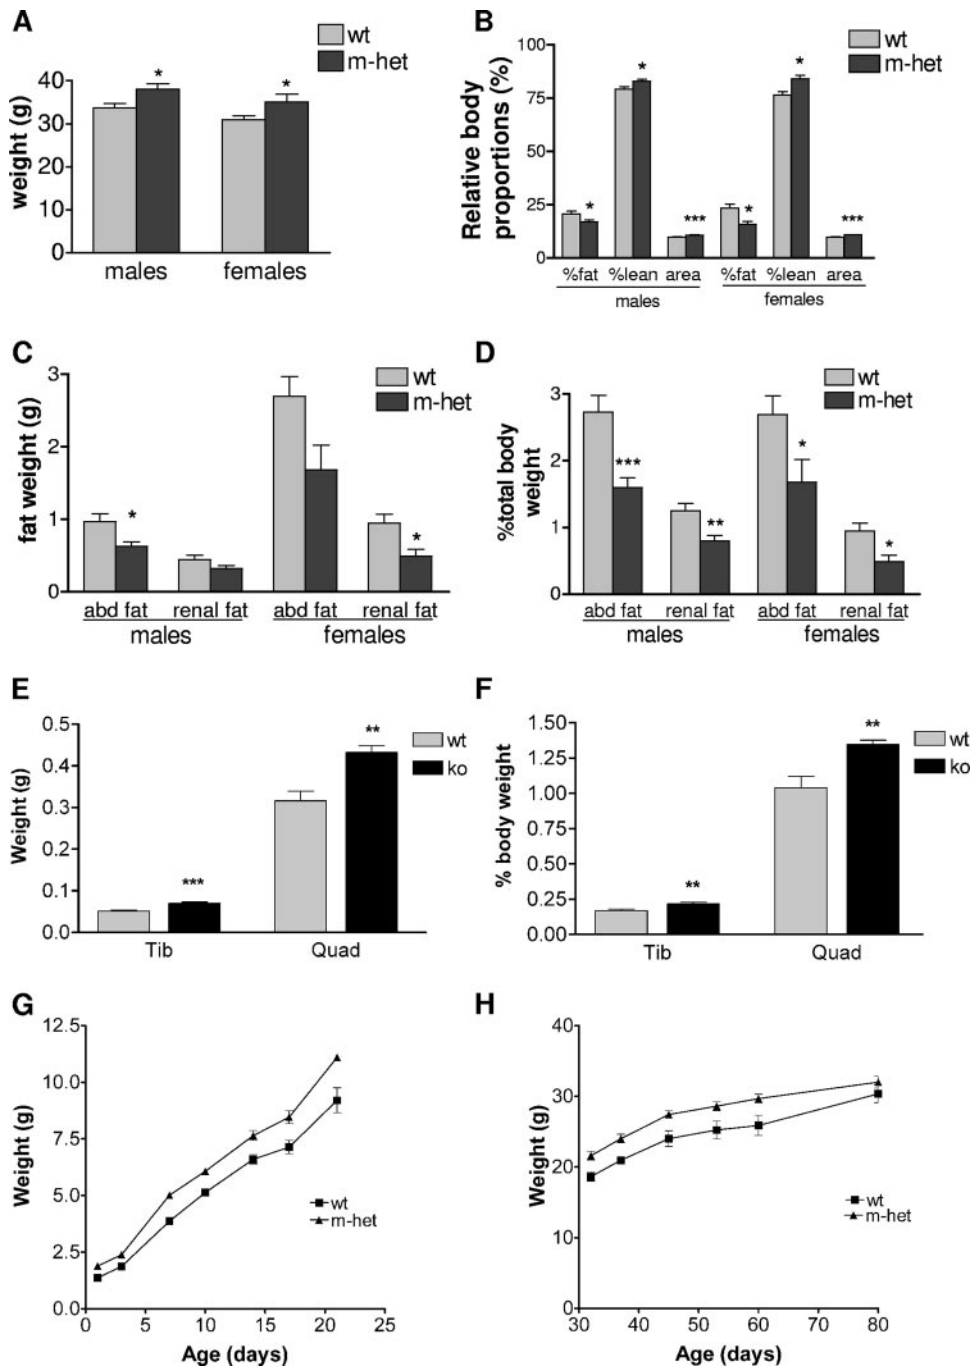 A
wt
m-het
weight (g)
40
30
20
10
0
* *
males females
B
wt
m-het
Relative body
proportions (%)
100
75
50
25
0
* * *** * * ***
%fat %lean area %fat %lean area
males females
C
wt
m-het
fat weight (g)
3
2
1
0
* *
abd fat renal fat abd fat renal fat
males females
D
wt
m-het
%total body
weight
3
2
1
0
*** ** * *
abd fat renal fat abd fat renal fat
males females
E
wt
ko
Weight (g)
0.5
0.4
0.3
0.2
0.1
0.0
*** **
Tib Quad
F
wt
ko
% body weight
1.50
1.25
1.00
0.75
0.50
0.25
0.00
** **
Tib Quad
G
Weight (g)
12.5
10.0
7.5
5.0
2.5
0.0
wt
m-het
0 5 10 15 20 25
Age (days)
H
Weight (g)
40
30
20
10
0
wt
m-het
30 40 50 60 70 80
Age (days)